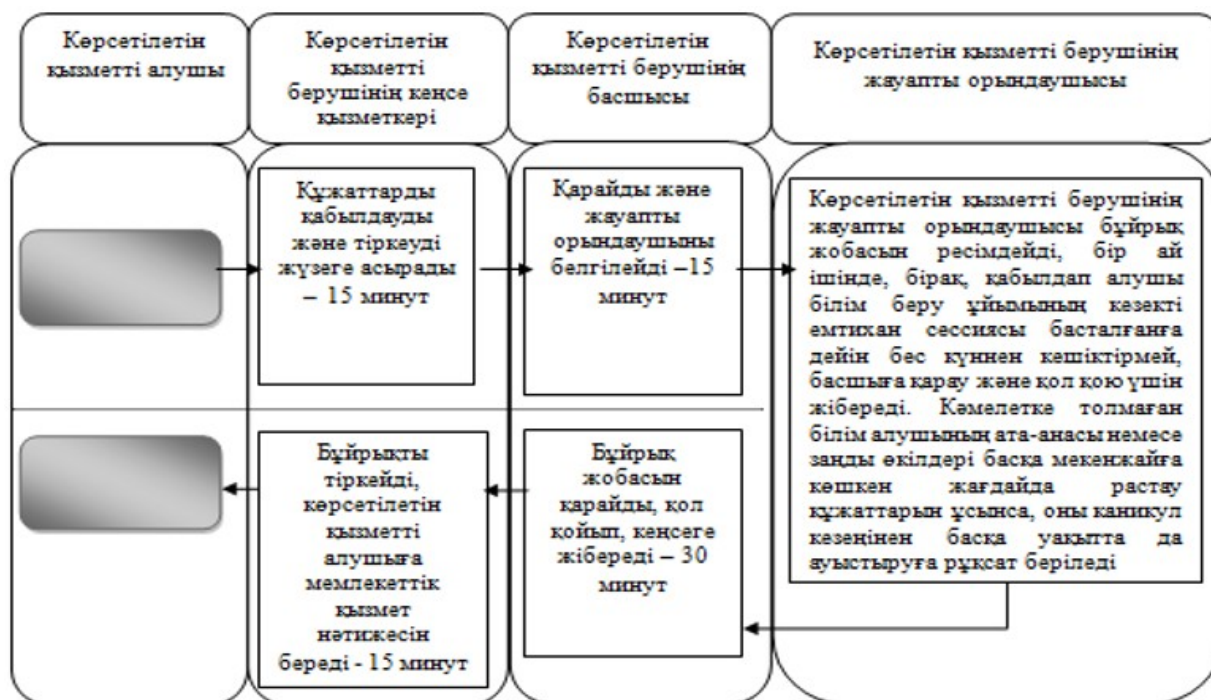 Көрсетілетін
қызметті алушы
Көрсетілетін
қызметті
берушінің кеңсе
қызметкері
Көрсетілетін
қызметті берушінің
басшысы
Көрсетілетін қызметті берушінің
жауапты орындаушысы
Құжаттарды
қабылдауды
және тіркеуді
жүзеге асырады
– 15 минут
Қарайды және
жауапты
орындаушыны
белгілейді –15
минут
Көрсетілетін қызметті берушінің
жауапты орындаушысы бұйрық
жобасын ресімдейді, бір ай
ішінде, бірақ, қабылдап алушы
білім беру ұйымының кезекті
емтихан сессиясы басталғанға
дейін бес күннен кешіктірмей,
басшыға қарау және қол қою үшін
жібереді. Кәмелетке толмаған
білім алушының ата-анасы немесе
заңды өкілдері басқа мекенжайға
көшкен жағдайда растау
құжаттарын ұсынса, оны каникул
кезеңінен басқа уақытта да
ауыстыруға рұқсат беріледі
Бұйрықты
тіркейді,
көрсетілетін
қызметті
алушыға
мемлекеттік
қызмет
нәтижесін
береді - 15 минут
Бұйрық
жобасын
қарайды, қол
қойып, кеңсеге
жібереді – 30
минут